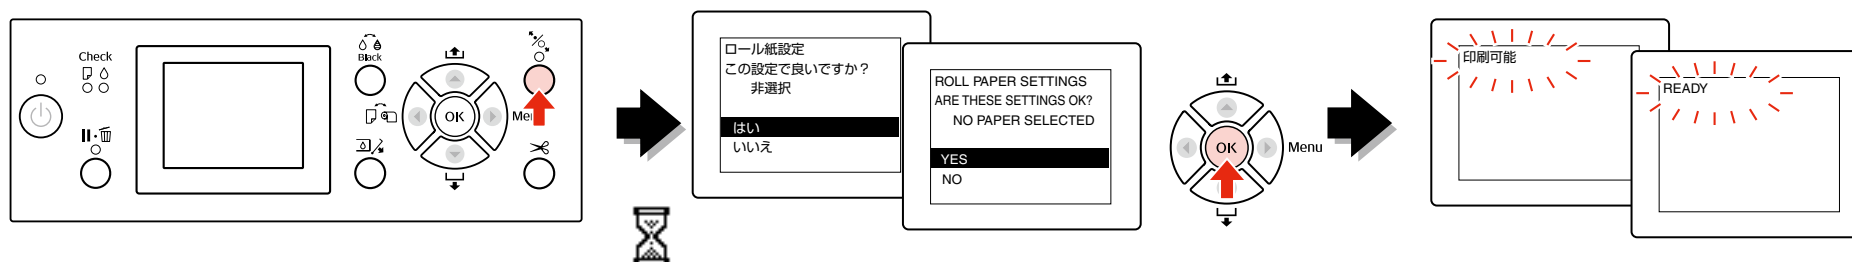 Check
Black
OK
Menu
ロール紙設定
この設定で良いですか？
非選択
はい
いいえ
ROLL PAPER SETTINGS
ARE THESE SETTINGS OK?
NO PAPER SELECTED
YES
NO
OK
Menu
印刷可能
READY